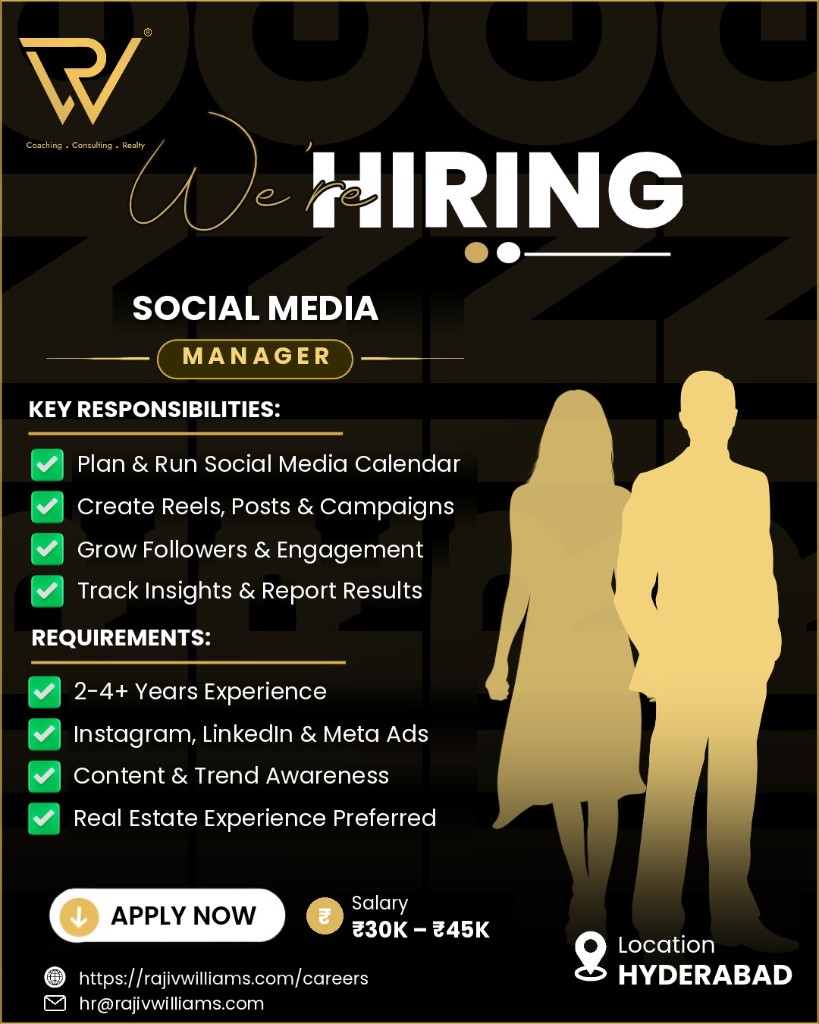 RW®
Coaching . Consulting . Realty
We're HIRING
SOCIAL MEDIA
MANAGER
KEY RESPONSIBILITIES:
✅ Plan & Run Social Media Calendar
✅ Create Reels, Posts & Campaigns
✅ Grow Followers & Engagement
✅ Track Insights & Report Results
REQUIREMENTS:
✅ 2-4+ Years Experience
✅ Instagram, LinkedIn & Meta Ads
✅ Content & Trend Awareness
✅ Real Estate Experience Preferred
APPLY NOW
₹ Salary
₹30K – ₹45K
https://rajivwilliams.com/careers
hr@rajivwilliams.com
Location
HYDERABAD